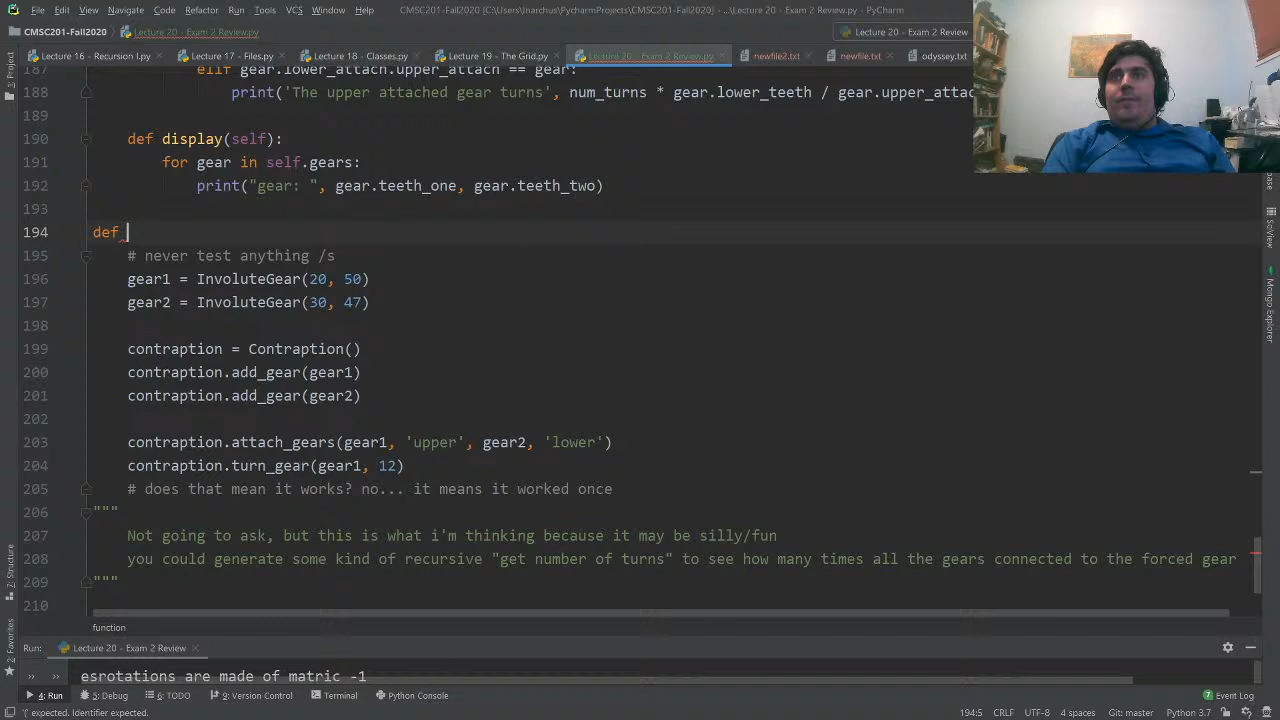 File Edit View Navigate Code Refactor Run Tools VCS Window Help CMSC201-Fall2020 [C:\Users\Inarchus\PycharmProjects\CMSC201-Fall2020] - ...\Lecture 20 - Exam 2 Review.py - PyCharm
CMSC201-Fall2020 Lecture 20 - Exam 2 Review.py Lecture 20 - Exam 2 Review
Lecture 16 - Recursion I.py Lecture 17 - Files.py Lecture 18 - Classes.py Lecture 19 - The Grid.py Lecture 20 - Exam 2 Review.py newfile2.txt newfile.txt odyssey.txt
1: Project
187 elif gear.lower_attach.upper_attach == gear:
188 print('The upper attached gear turns', num_turns * gear.lower_teeth / gear.upper_attac
189
190 def display(self):
191 for gear in self.gears:
192 print("gear: ", gear.teeth_one, gear.teeth_two)
193
194 def
195 # never test anything /s
196 gear1 = InvoluteGear(20, 50)
197 gear2 = InvoluteGear(30, 47)
198
199 contraption = Contraption()
200 contraption.add_gear(gear1)
201 contraption.add_gear(gear2)
202
203 contraption.attach_gears(gear1, 'upper', gear2, 'lower')
204 contraption.turn_gear(gear1, 12)
205 # does that mean it works? no... it means it worked once
206 """
207 Not going to ask, but this is what i'm thinking because it may be silly/fun
208 you could generate some kind of recursive "get number of turns" to see how many times all the gears connected to the forced gear
209 """
210
function
SciView
Mongo Explorer
7: Structure
2: Favorites
Run: Lecture 20 - Exam 2 Review
esrotations are made of matric -1
4: Run 5: Debug 6: TODO 9: Version Control Terminal Python Console Event Log
'(' expected. Identifier expected. 194:5 CRLF UTF-8 4 spaces Git: master Python 3.7